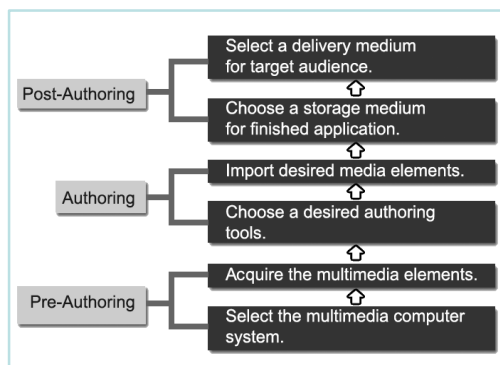 Select a delivery medium
for target audience.
Post-Authoring
Choose a storage medium
for finished application.
Import desired media elements.
Authoring
Choose a desired authoring
tools.
Acquire the multimedia elements.
Pre-Authoring
Select the multimedia computer
system.